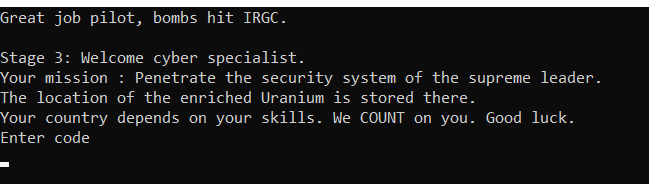 Great job pilot, bombs hit IRGC.
Stage 3: Welcome cyber specialist.
Your mission : Penetrate the security system of the supreme leader.
The location of the enriched Uranium is stored there.
Your country depends on your skills. We COUNT on you. Good luck.
Enter code